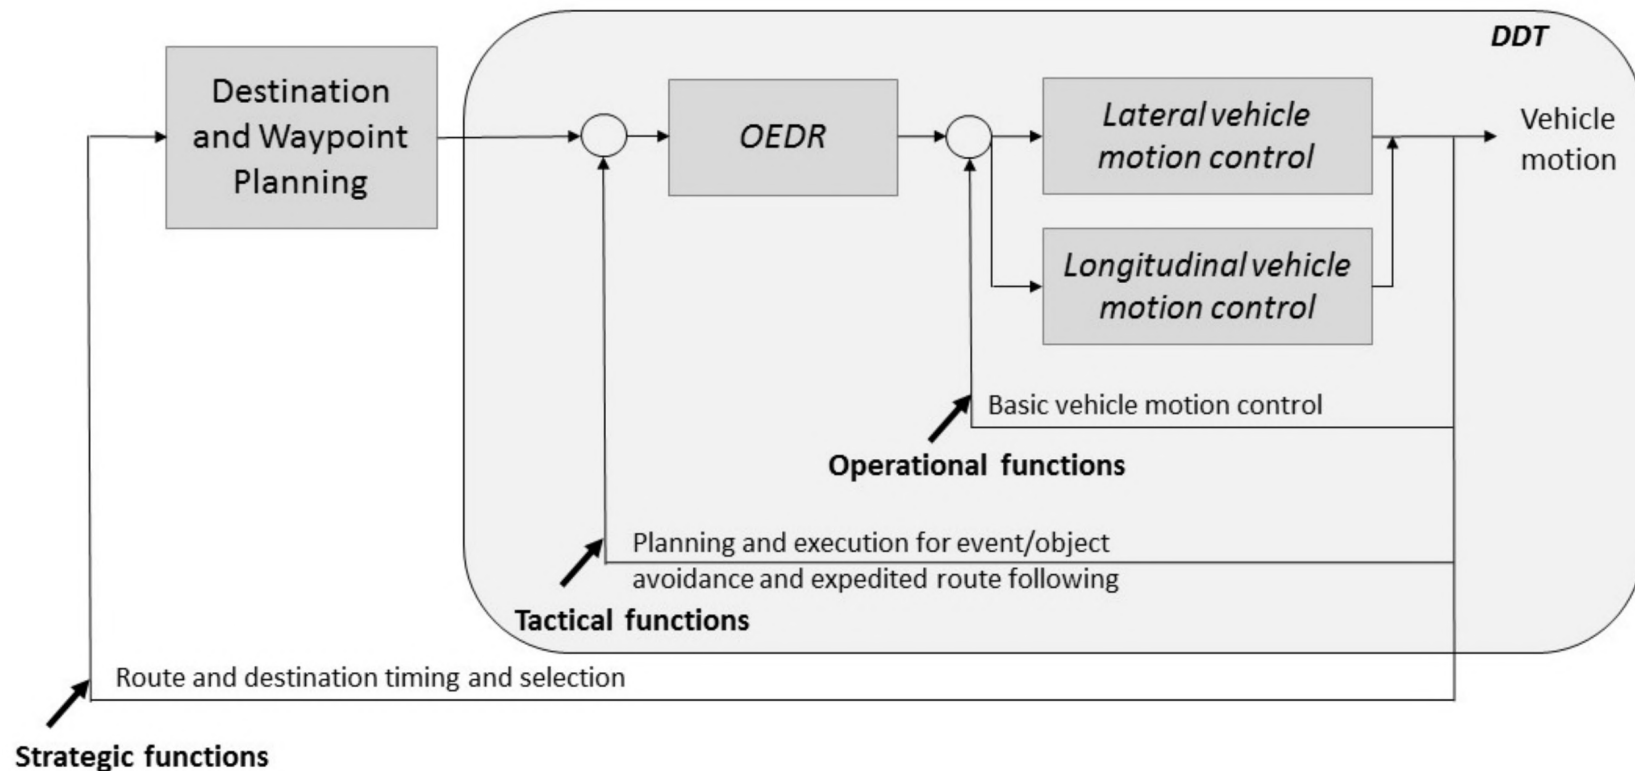 DDT
Destination
and Waypoint
Planning
OEDR
Lateral vehicle
motion control
Vehicle
motion
Longitudinal vehicle
motion control
Basic vehicle motion control
Operational functions
Planning and execution for event/object
avoidance and expedited route following
Tactical functions
Route and destination timing and selection
Strategic functions